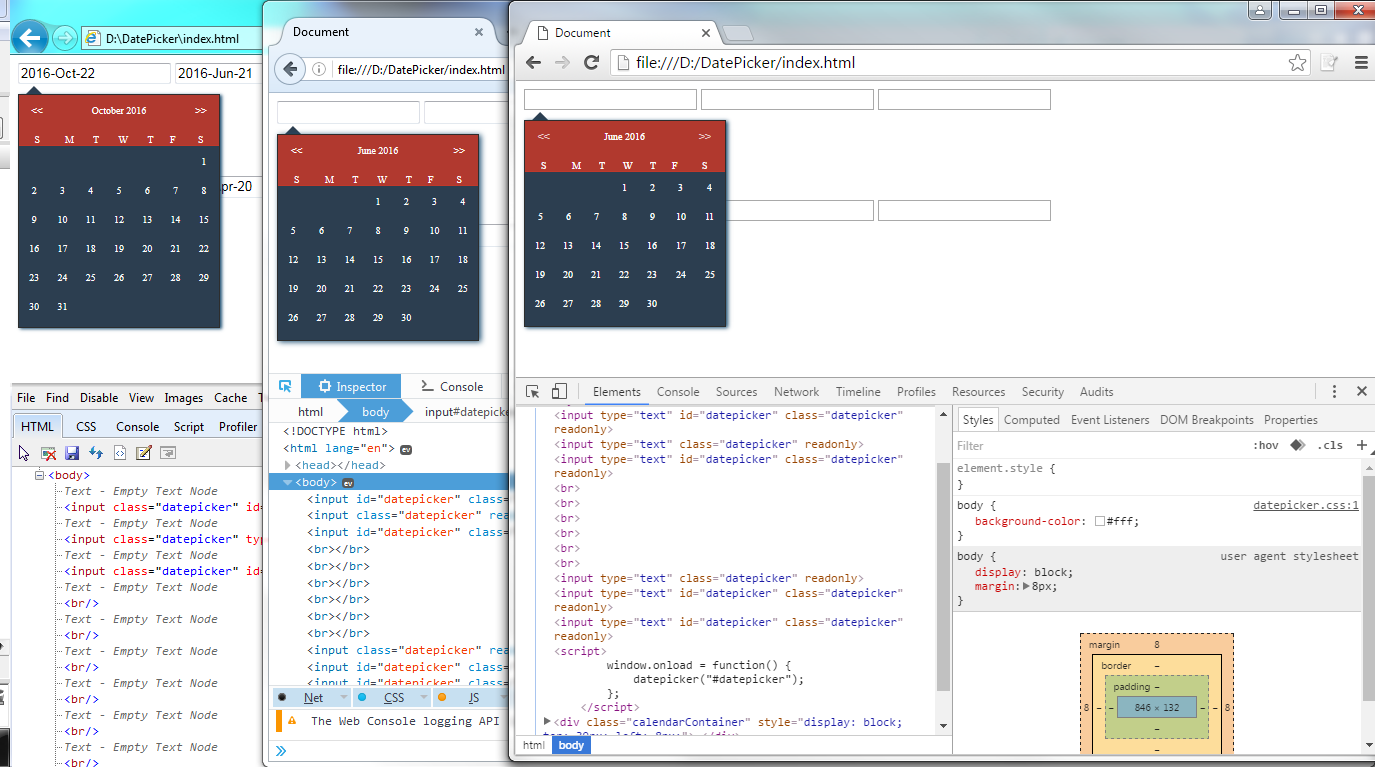 D:\DatePicker\index.html
2016-Oct-22 2016-Jun-21
<< October 2016 >>
S M T W T F S
1
2 3 4 5 6 7 8
pr-20
9 10 11 12 13 14 15
16 17 18 19 20 21 22
23 24 25 26 27 28 29
30 31
File Find Disable View Images Cache
HTML CSS Console Script Profiler
<body>
Text - Empty Text Node
<input class="datepicker" id=
Text - Empty Text Node
<input class="datepicker" typ
Text - Empty Text Node
<input class="datepicker" id=
Text - Empty Text Node
<br/>
Text - Empty Text Node
<br/>
Text - Empty Text Node
<br/>
Text - Empty Text Node
<br/>
Text - Empty Text Node
<br/>
Text - Empty Text Node
<br/>
Document
file:///D:/DatePicker/index.html
<< June 2016 >>
S M T W T F S
1 2 3 4
5 6 7 8 9 10 11
12 13 14 15 16 17 18
19 20 21 22 23 24 25
26 27 28 29 30
Inspector Console
html body input#datepicke
<!DOCTYPE html>
<html lang="en"> ev
<head></head>
<body> ev
<input id="datepicker" class=
<input class="datepicker" rea
<input id="datepicker" class=
<br></br>
<br></br>
<br></br>
<br></br>
<br></br>
<br></br>
<input class="datepicker" rea
<input id="datepicker" class=
<input id="datepicker" class=
Net CSS JS
The Web Console logging API
Document
file:///D:/DatePicker/index.html
<< June 2016 >>
S M T W T F S
1 2 3 4
5 6 7 8 9 10 11
12 13 14 15 16 17 18
19 20 21 22 23 24 25
26 27 28 29 30
Elements Console Sources Network Timeline Profiles Resources Security Audits
<input type="text" id="datepicker" class="datepicker"
readonly>
<input type="text" class="datepicker" readonly>
<input type="text" id="datepicker" class="datepicker"
readonly>
<br>
<br>
<br>
<br>
<br>
<br>
<input type="text" class="datepicker" readonly>
<input type="text" id="datepicker" class="datepicker"
readonly>
<input type="text" id="datepicker" class="datepicker"
readonly>
<script>
window.onload = function() {
datepicker("#datepicker");
};
</script>
<div class="calendarContainer" style="display: block;
html body
Styles Computed Event Listeners DOM Breakpoints Properties
Filter :hov .cls +
element.style {
}
body { datepicker.css:1
background-color: #fff;
}
body { user agent stylesheet
display: block;
margin: 8px;
}
margin 8
border –
padding –
8 – – 846 × 132 – – 8
–
–